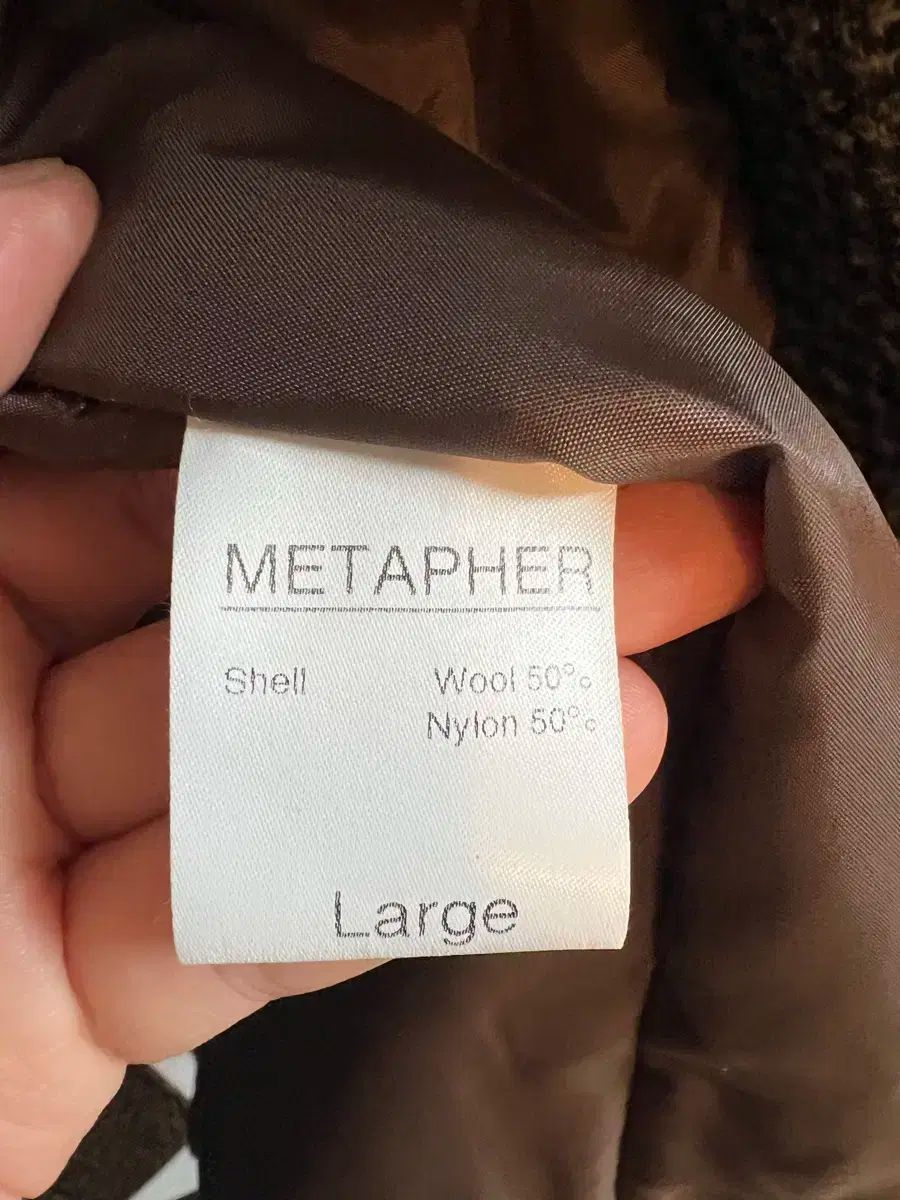 METAPHER
Shell Wool 50%
Nylon 50%
Large